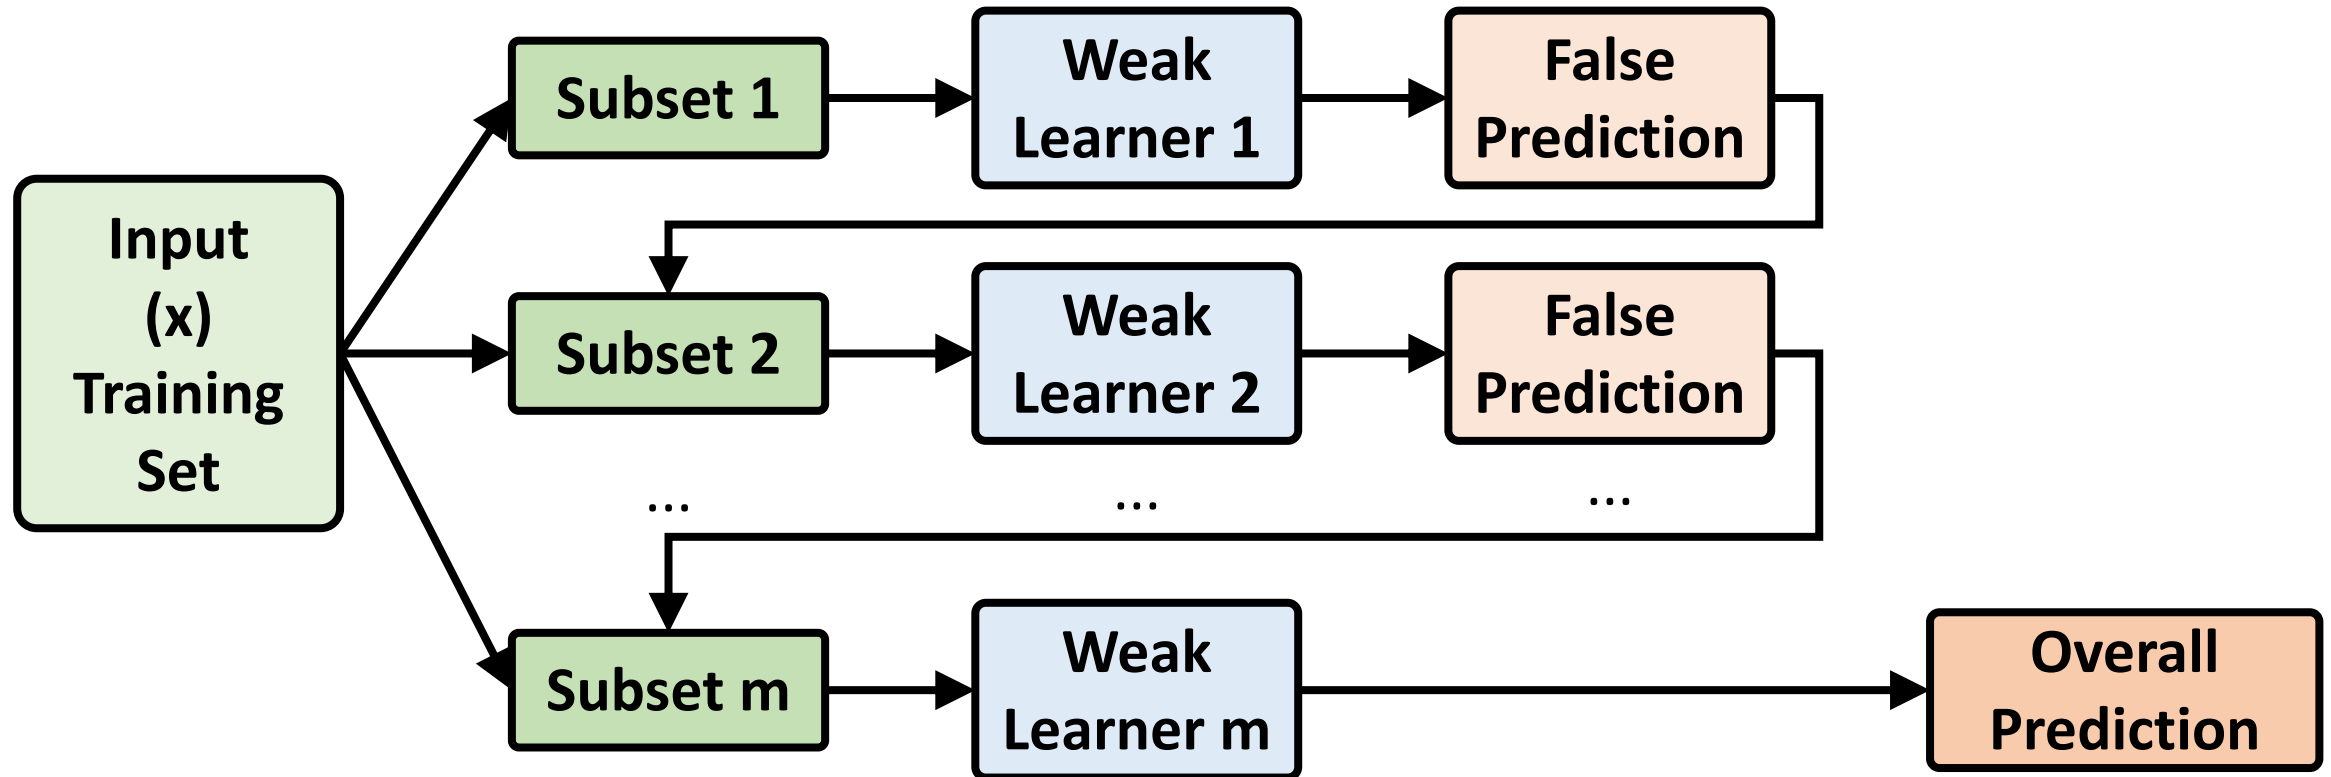 Input
(x)
Training
Set
Subset 1
Weak
Learner 1
False
Prediction
Subset 2
Weak
Learner 2
False
Prediction
...
...
...
Subset m
Weak
Learner m
Overall
Prediction